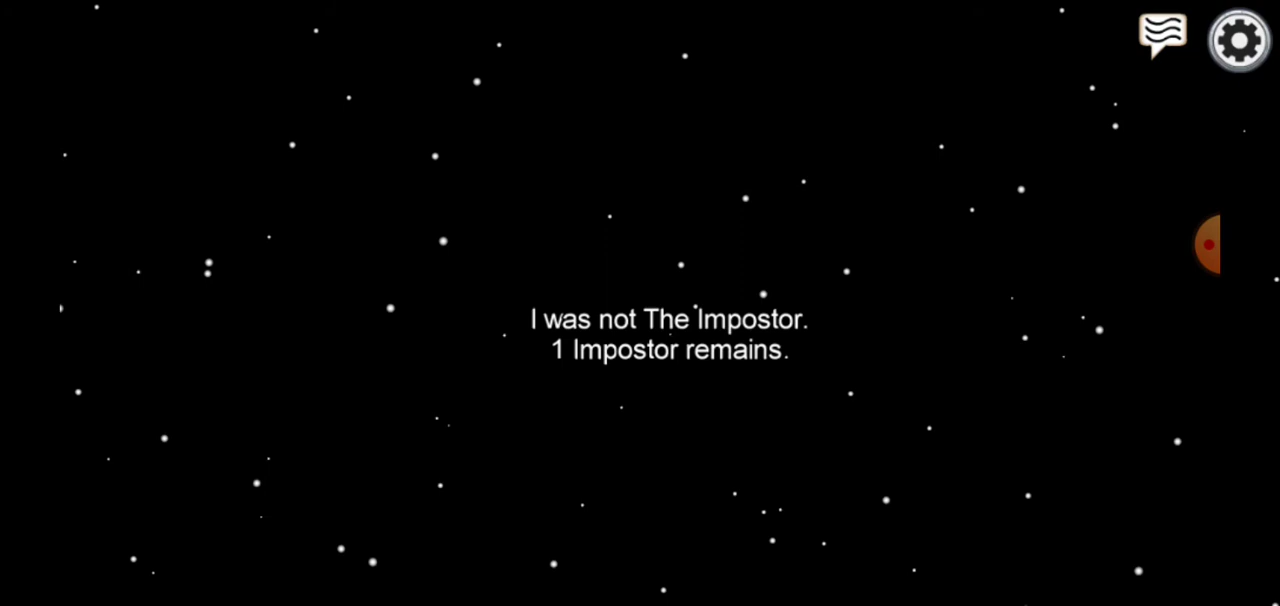 I was not The Impostor.
1 Impostor remains.